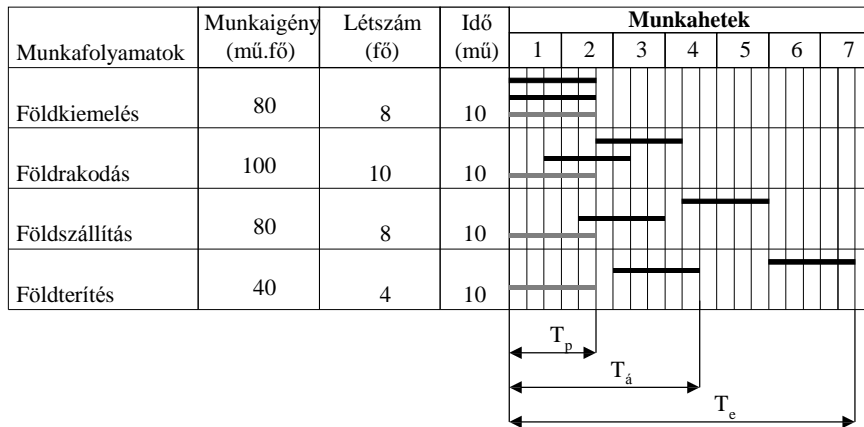 Munkafolyamatok Munkaigény (mű.fő) Létszám (fő) Idő (mű) Munkahetek
1 2 3 4 5 6 7
Földkiemelés 80 8 10
Földrakodás 100 10 10
Földszállítás 80 8 10
Földterítés 40 4 10
Tp
Tá
Te